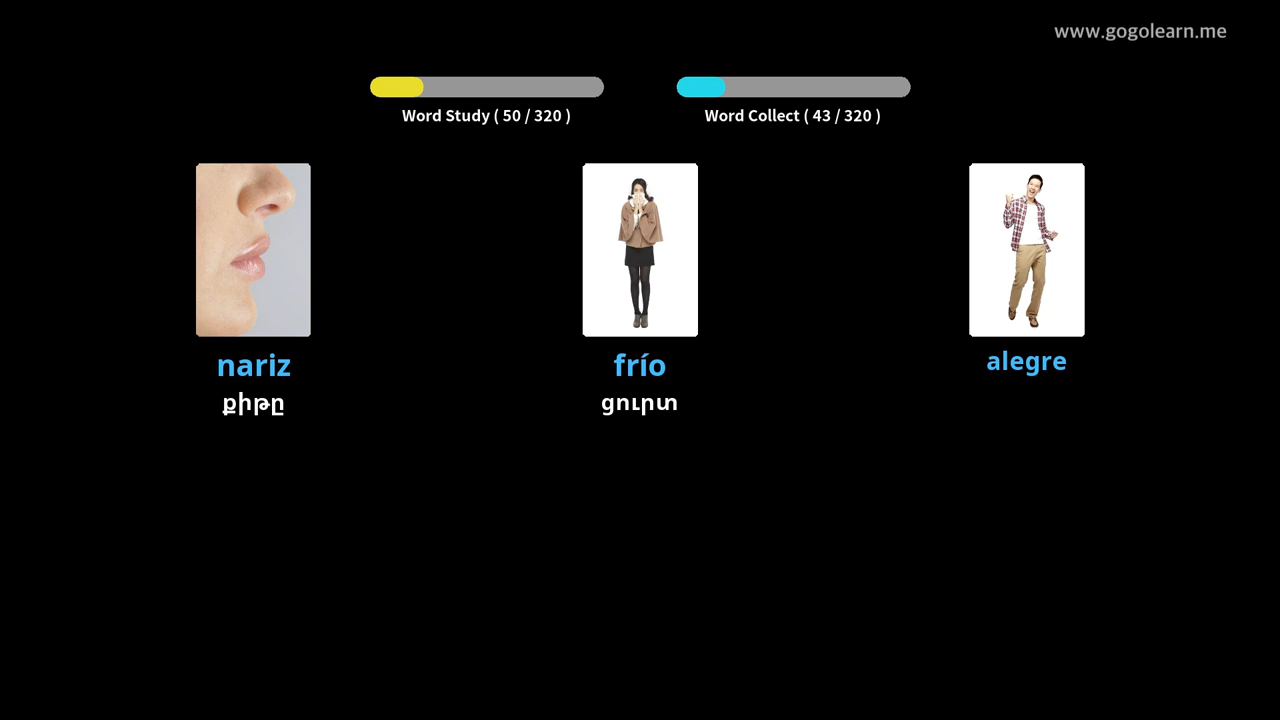 www.gogolearn.me
Word Study ( 50 / 320 )
Word Collect ( 43 / 320 )
nariz
frío
alegre
քիթը
ցուրտ